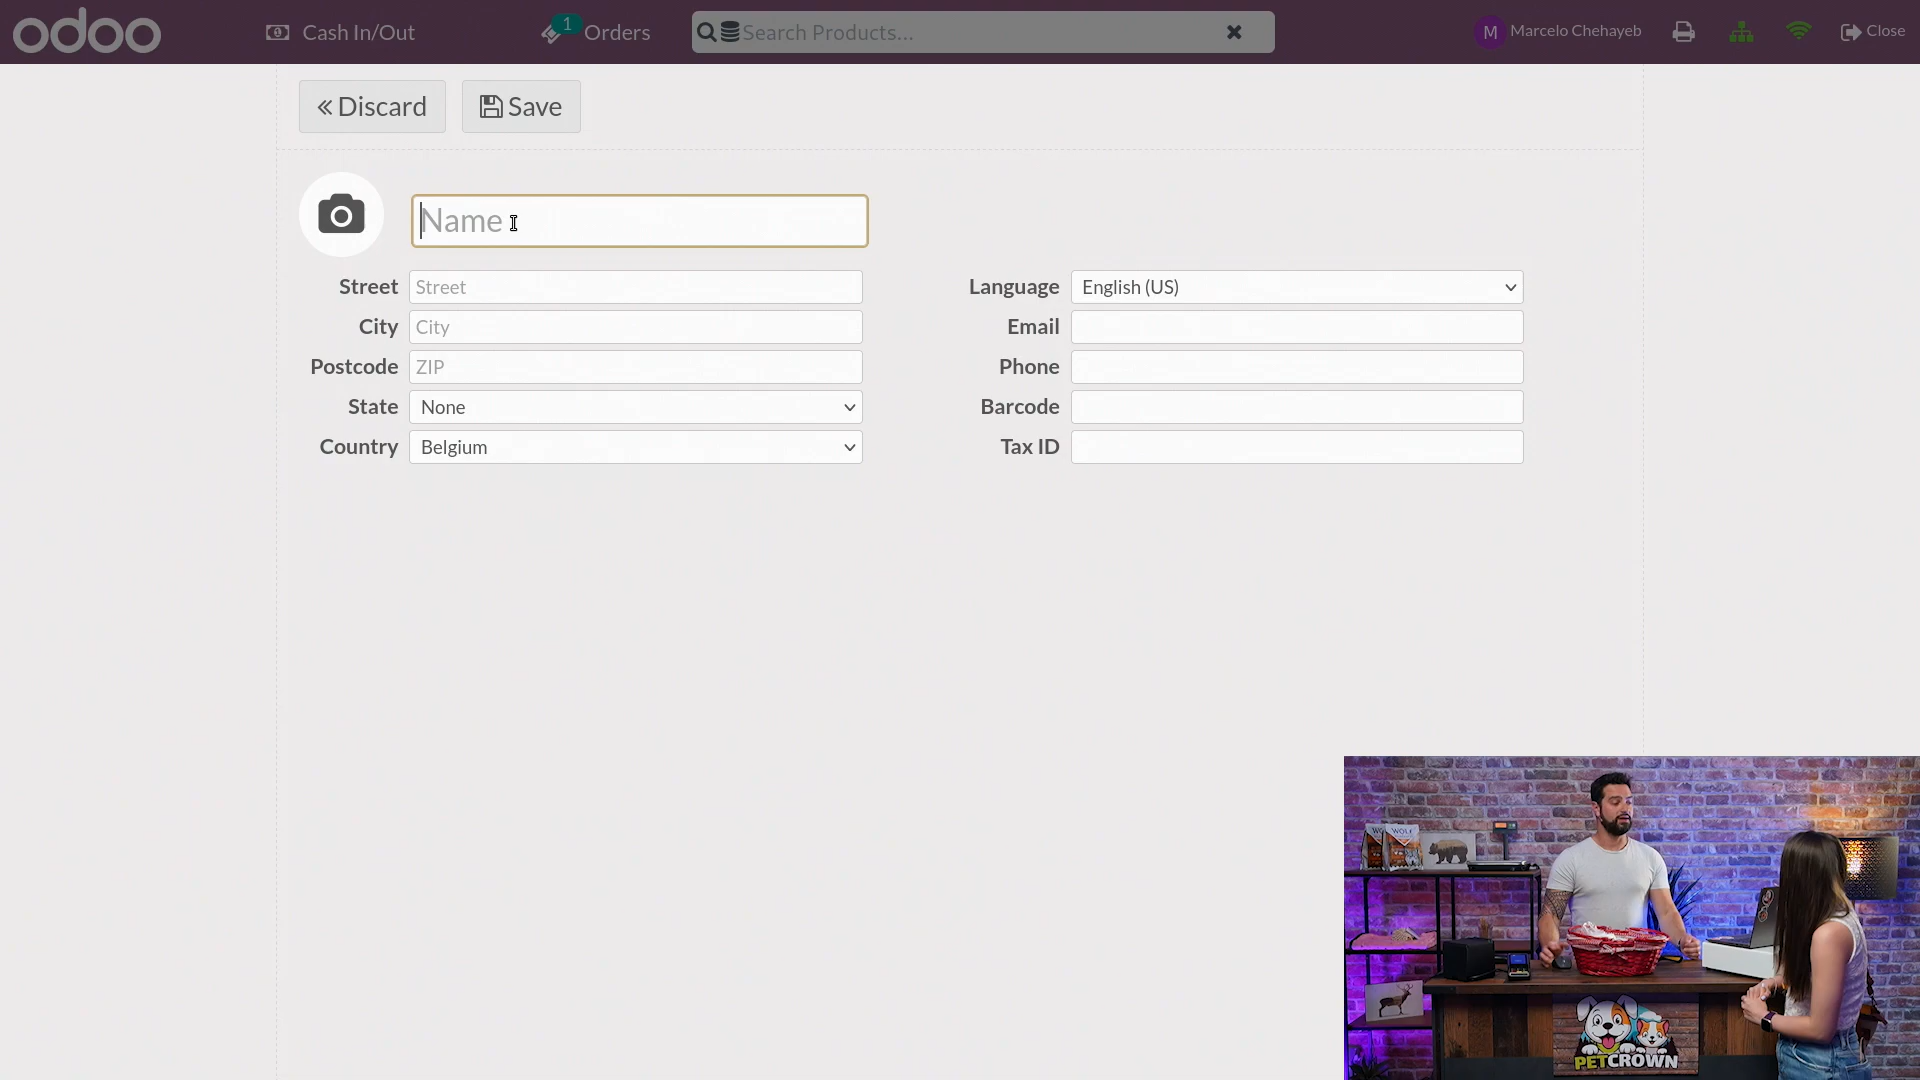 odoo
Cash In/Out
1
Orders
Search Products...
M
Marcelo Chehayeb
Close
Discard
Save
Name
Street
Street
Language
English (US)
City
City
Email
Postcode
ZIP
Phone
State
None
Barcode
Country
Belgium
Tax ID
WOLF
PETCROWN